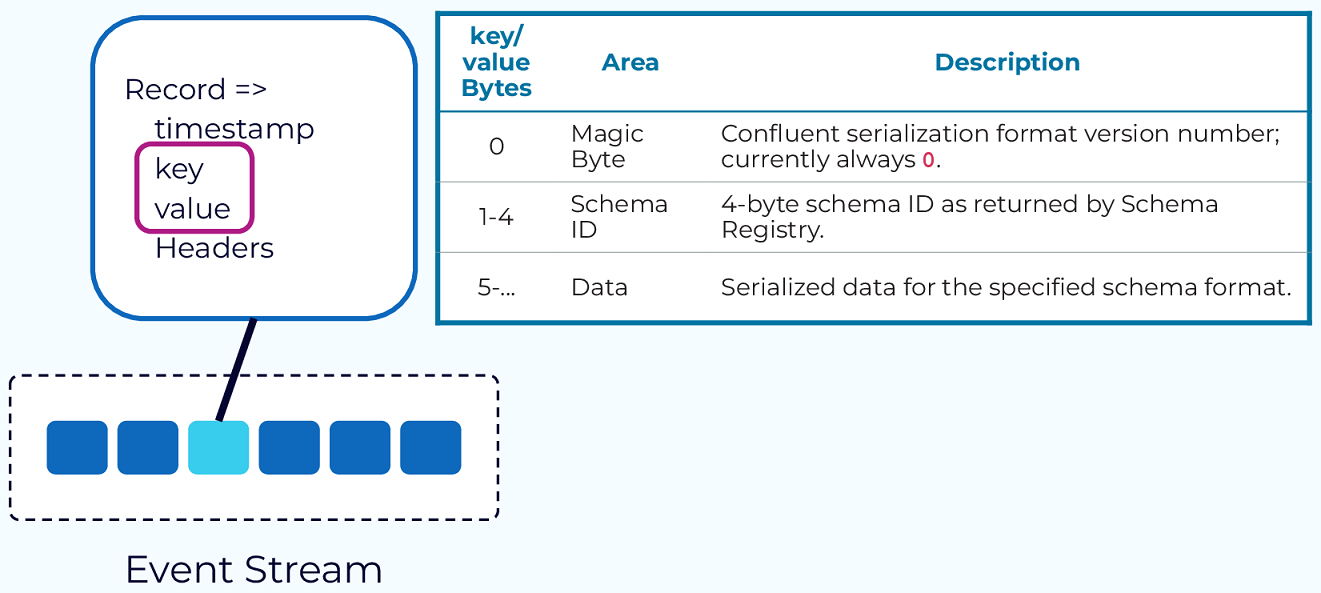 Record =>
timestamp
key
value
Headers
key/
value
Bytes
Area
Description
0
Magic
Byte
Confluent serialization format version number;
currently always 0.
1-4
Schema
ID
4-byte schema ID as returned by Schema
Registry.
5-...
Data
Serialized data for the specified schema format.
Event Stream